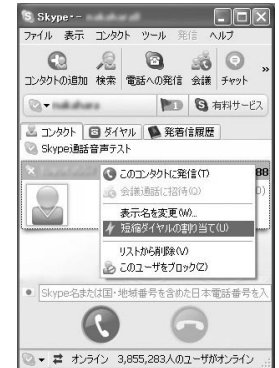 Skype™-
ファイル 表示 コンタクト ツール 発信 ヘルプ
コンタクトの追加 検索 電話への発信 会議 チャット »
有料サービス
コンタクト ダイヤル 発着信履歴
Skype通話音声テスト
88
このコンタクトに発信(T)
会議通話に招待(O)
表示名を変更(W)...
短縮ダイヤルの割り当て(U)
リストから削除(V)
このユーザをブロック(Z)
Skype名または国・地域番号を含めた日本電話番号を入
オンライン 3,855,283人のユーザがオンライン